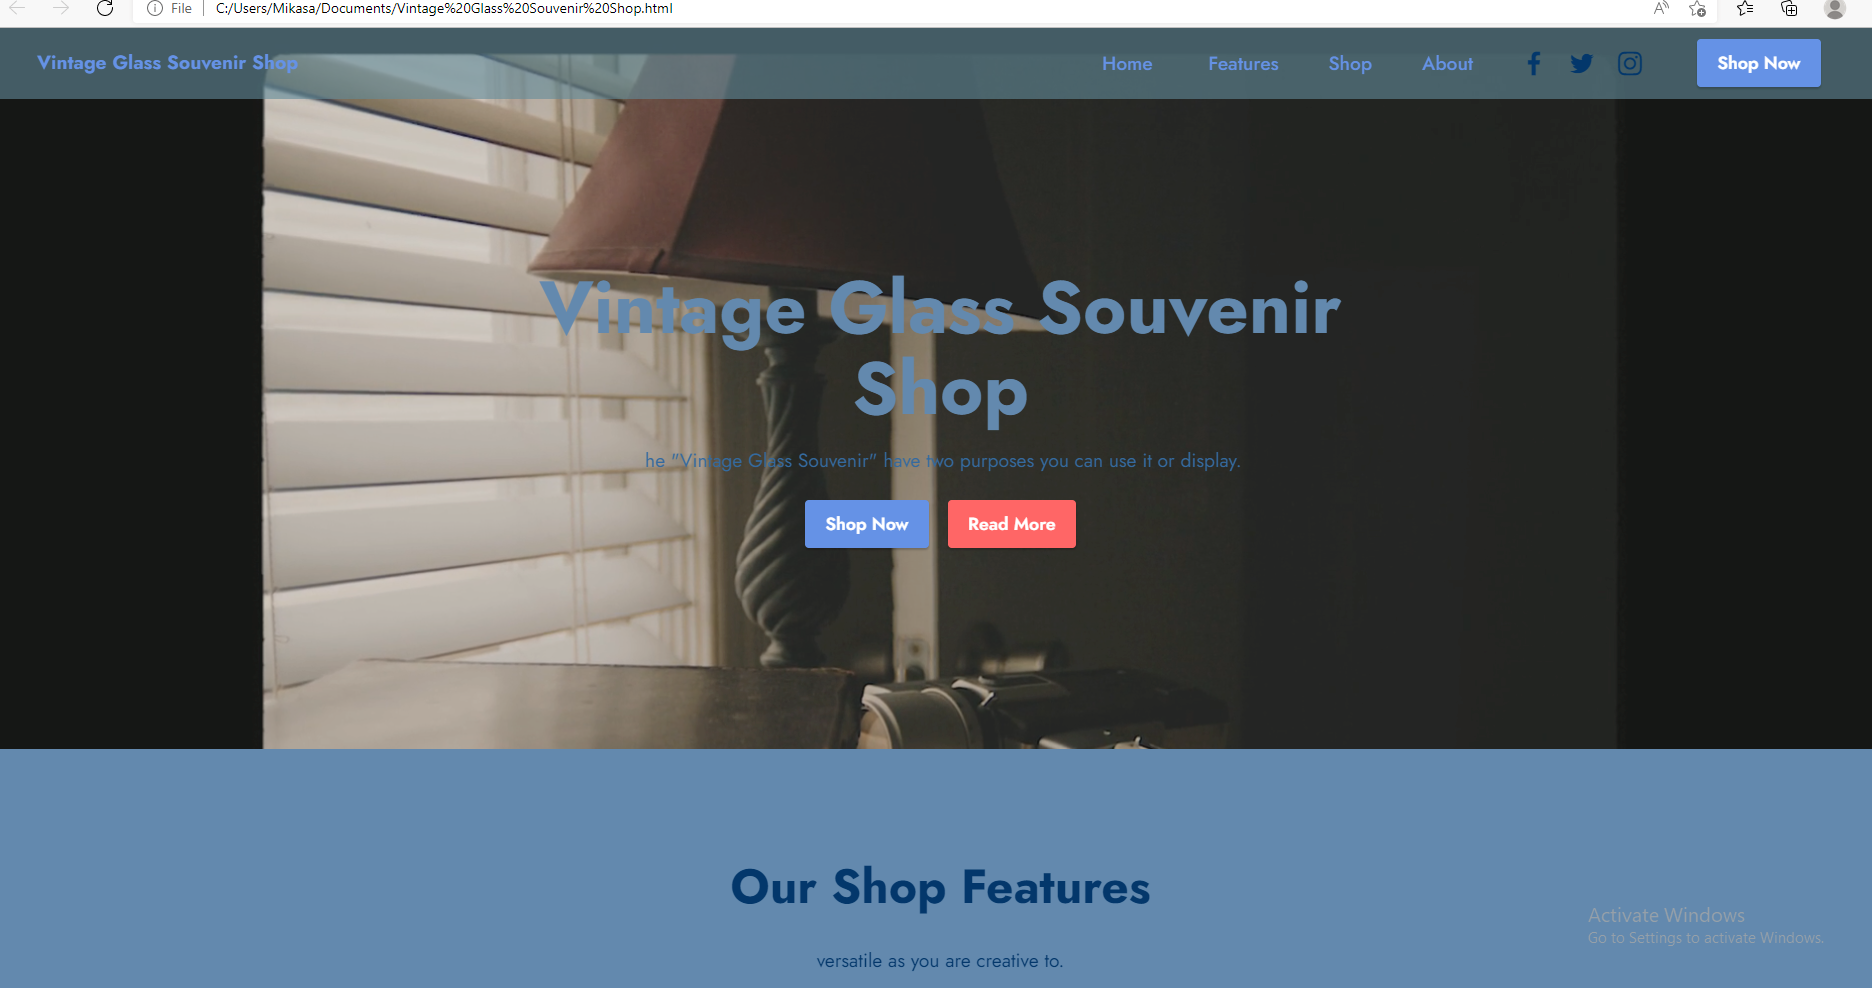 File C:/Users/Mikasa/Documents/Vintage%20Glass%20Souvenir%20Shop.html
Vintage Glass Souvenir Shop Home Features Shop About Shop Now
Vintage Glass Souvenir
Shop
he "Vintage Glass Souvenir" have two purposes you can use it or display.
Shop Now Read More
Our Shop Features
Activate Windows
Go to Settings to activate Windows.
versatile as you are creative to.